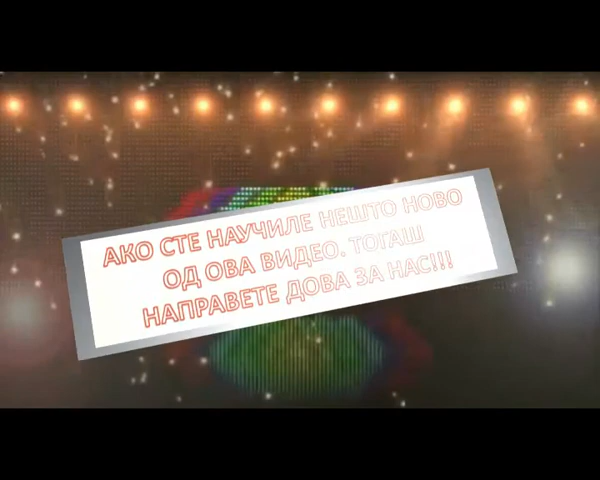 АКО СТЕ НАУЧИЛЕ НЕШТО НОВО
ОД ОВА ВИДЕО. ТОГАШ
НАПРАВЕТЕ ДОВА ЗА НАС!!!